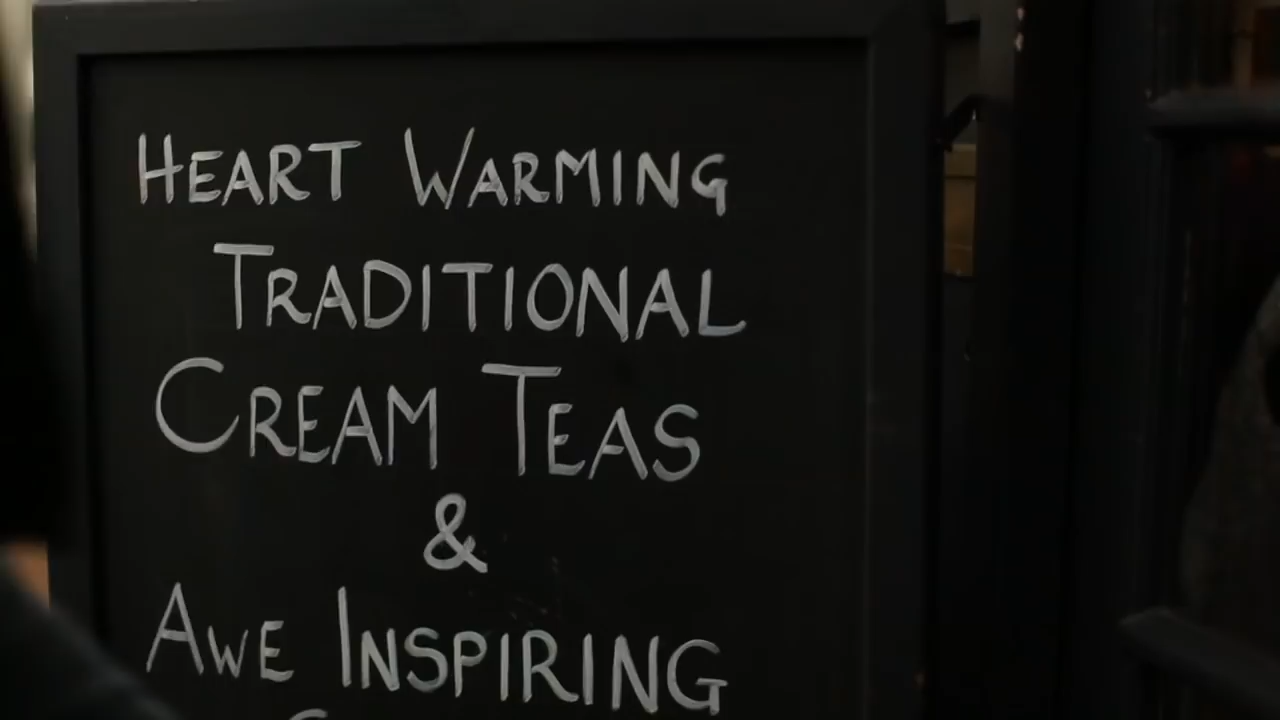 HEART WARMING
TRADITIONAL
CREAM TEAS
&
AWE INSPIRING